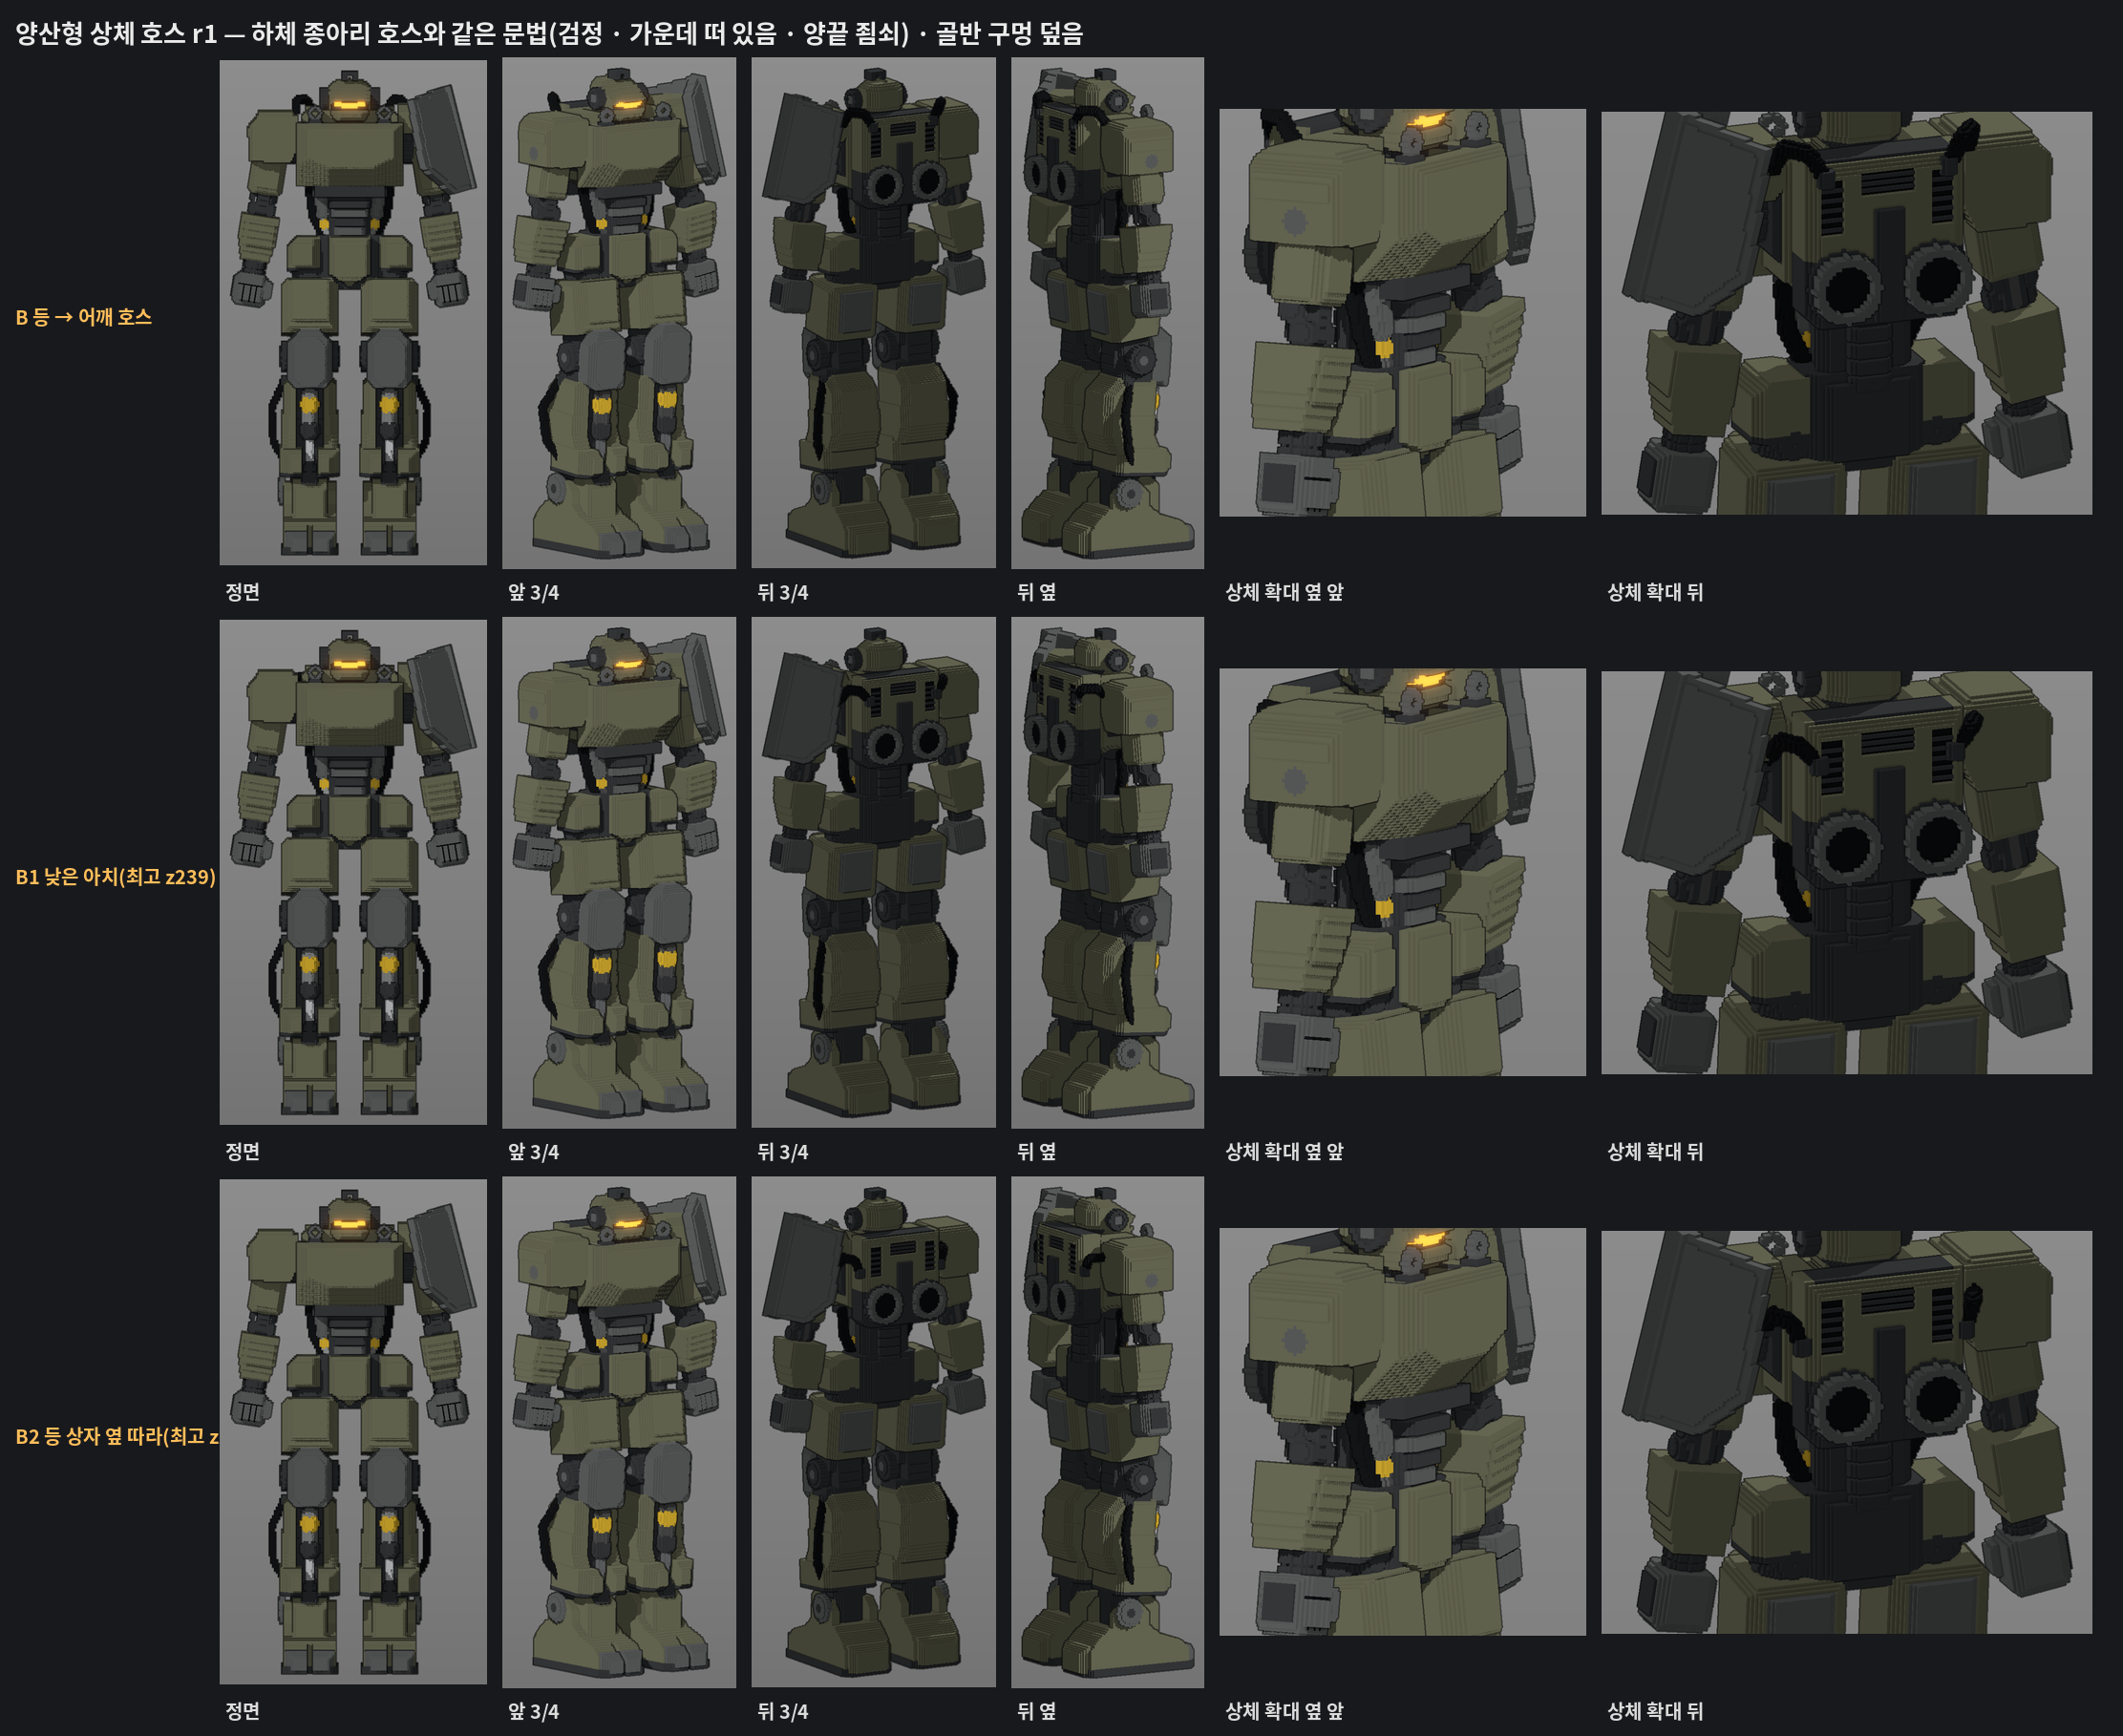 양산형 상체 호스 r1 — 하체 종아리 호스와 같은 문법(검정 · 가운데 떠 있음 · 양끝 죔쇠) · 골반 구멍 덮음
B 등 → 어깨 호스
정면
앞 3/4
뒤 3/4
뒤 옆
상체 확대 옆 앞
상체 확대 뒤
B1 낮은 아치(최고 z239)
정면
앞 3/4
뒤 3/4
뒤 옆
상체 확대 옆 앞
상체 확대 뒤
B2 등 상자 옆 따라(최고 z
정면
앞 3/4
뒤 3/4
뒤 옆
상체 확대 옆 앞
상체 확대 뒤